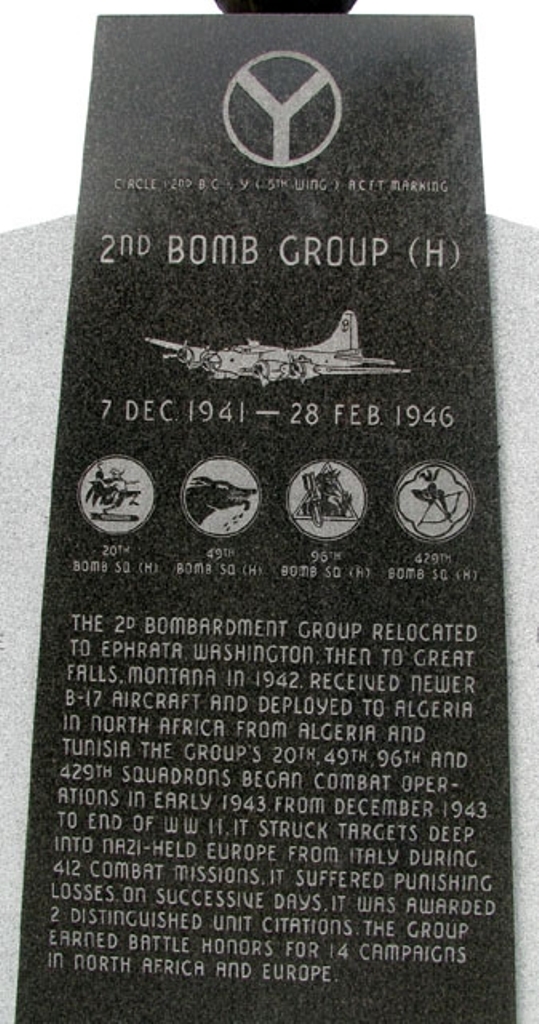 CIRCLE (2ND B.G.), Y (5TH WING) ACFT MARKING
2ND BOMB GROUP (H)
7 DEC. 1941 — 28 FEB. 1946
20TH BOMB SQ (H)
49TH BOMB SQ (H)
96TH BOMB SQ (H)
429TH BOMB SQ (H)
THE 2D BOMBARDMENT GROUP RELOCATED
TO EPHRATA WASHINGTON, THEN TO GREAT
FALLS, MONTANA IN 1942. RECEIVED NEWER
B-17 AIRCRAFT AND DEPLOYED TO ALGERIA
IN NORTH AFRICA FROM ALGERIA AND
TUNISIA THE GROUP'S 20TH, 49TH, 96TH AND
429TH SQUADRONS BEGAN COMBAT OPER-
ATIONS IN EARLY 1943. FROM DECEMBER 1943
TO END OF WW II, IT STRUCK TARGETS DEEP
INTO NAZI-HELD EUROPE FROM ITALY DURING
412 COMBAT MISSIONS. IT SUFFERED PUNISHING
LOSSES. ON SUCCESSIVE DAYS, IT WAS AWARDED
2 DISTINGUISHED UNIT CITATIONS. THE GROUP
EARNED BATTLE HONORS FOR 14 CAMPAIGNS
IN NORTH AFRICA AND EUROPE.